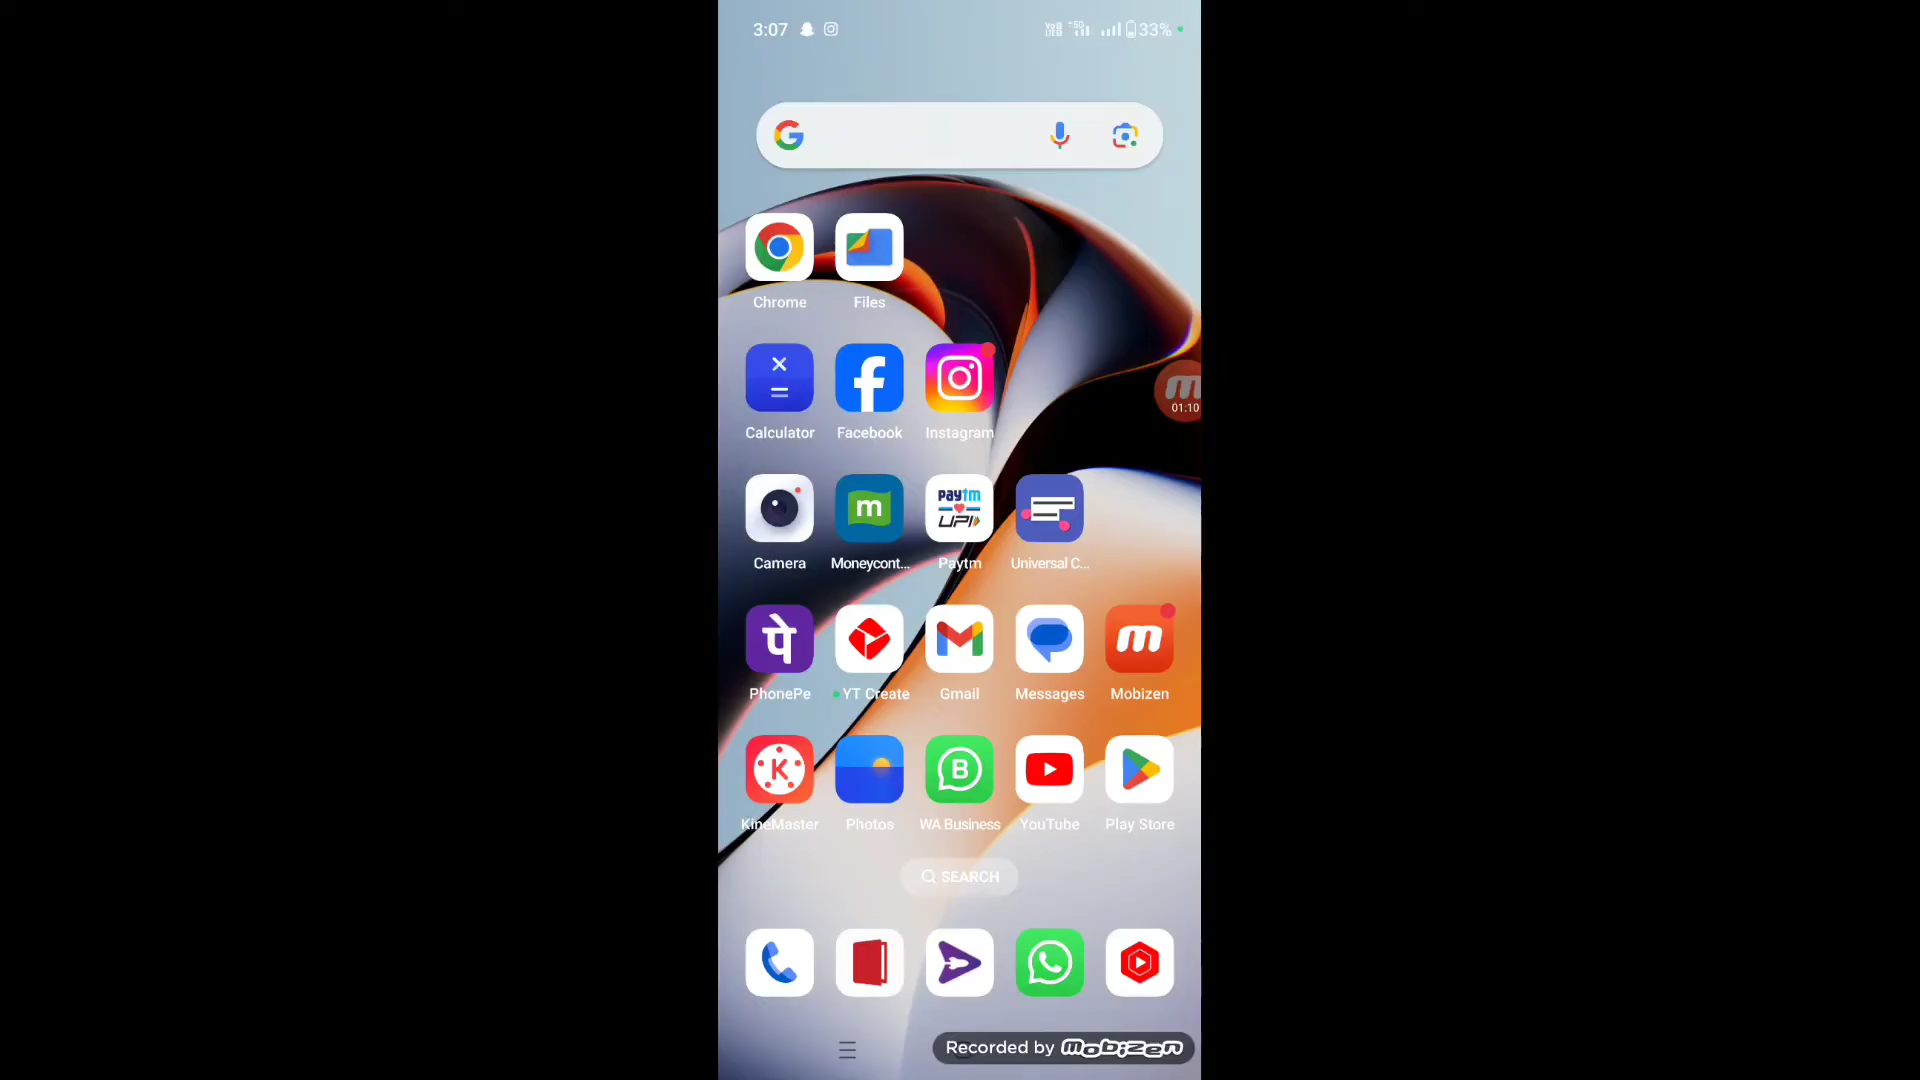 3:07
33%
Chrome
Files
01:10
Calculator
Facebook
Instagram
m
paytm
UPI
Camera
Moneycont...
Paytm
Universal C...
पे
m
PhonePe
YT Create
Gmail
Messages
Mobizen
K
B
KineMaster
Photos
WA Business
YouTube
Play Store
SEARCH
Recorded by mobizen